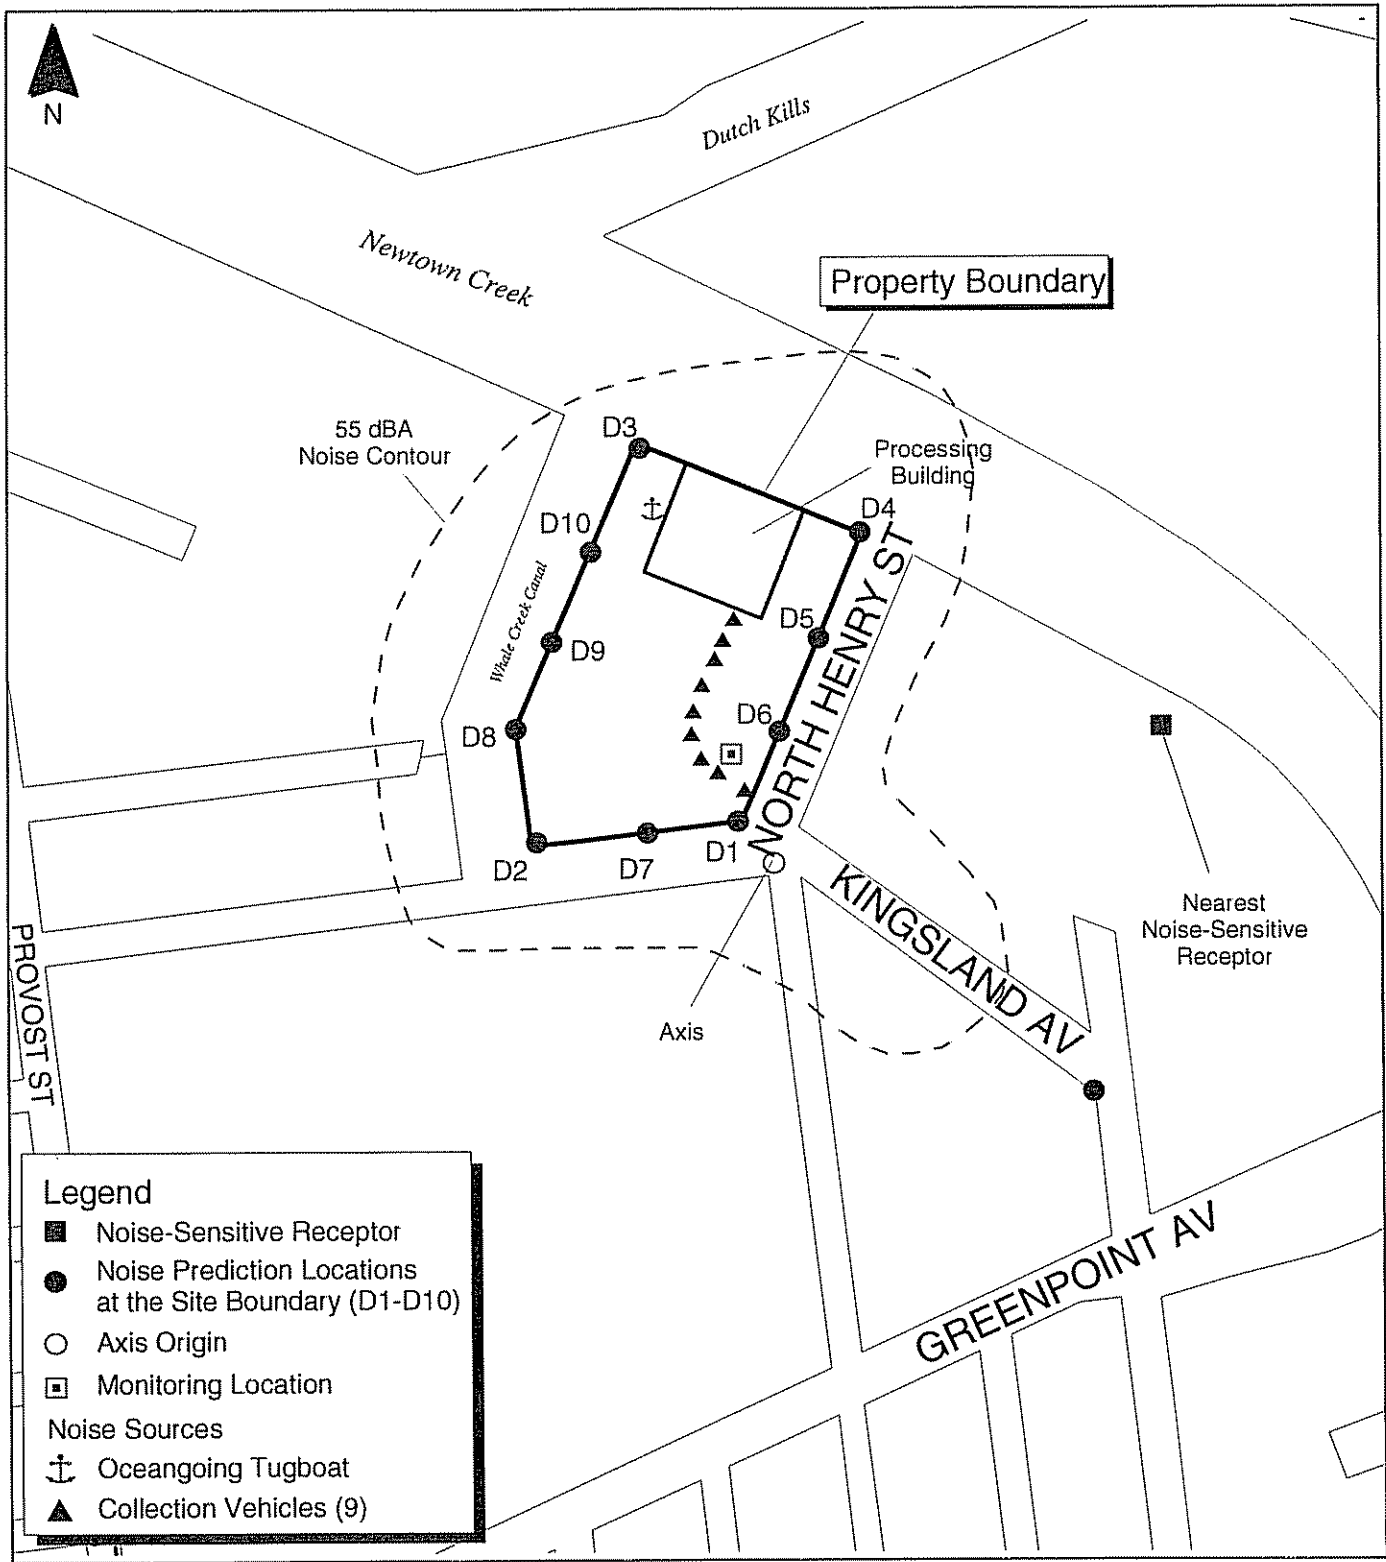 N
Dutch Kills
Newtown Creek
Property Boundary
55 dBA
Noise Contour
D3
Processing
Building
D10
D4
Whale Creek Canal
D5
D9
NORTH HENRY ST
D6
D8
D2
D7
D1
KINGSLAND AV
Nearest
Noise-Sensitive
Receptor
PROVOST ST
Axis
Legend
Noise-Sensitive Receptor
Noise Prediction Locations
at the Site Boundary (D1-D10)
Axis Origin
Monitoring Location
Noise Sources
Oceangoing Tugboat
Collection Vehicles (9)
GREENPOINT AV